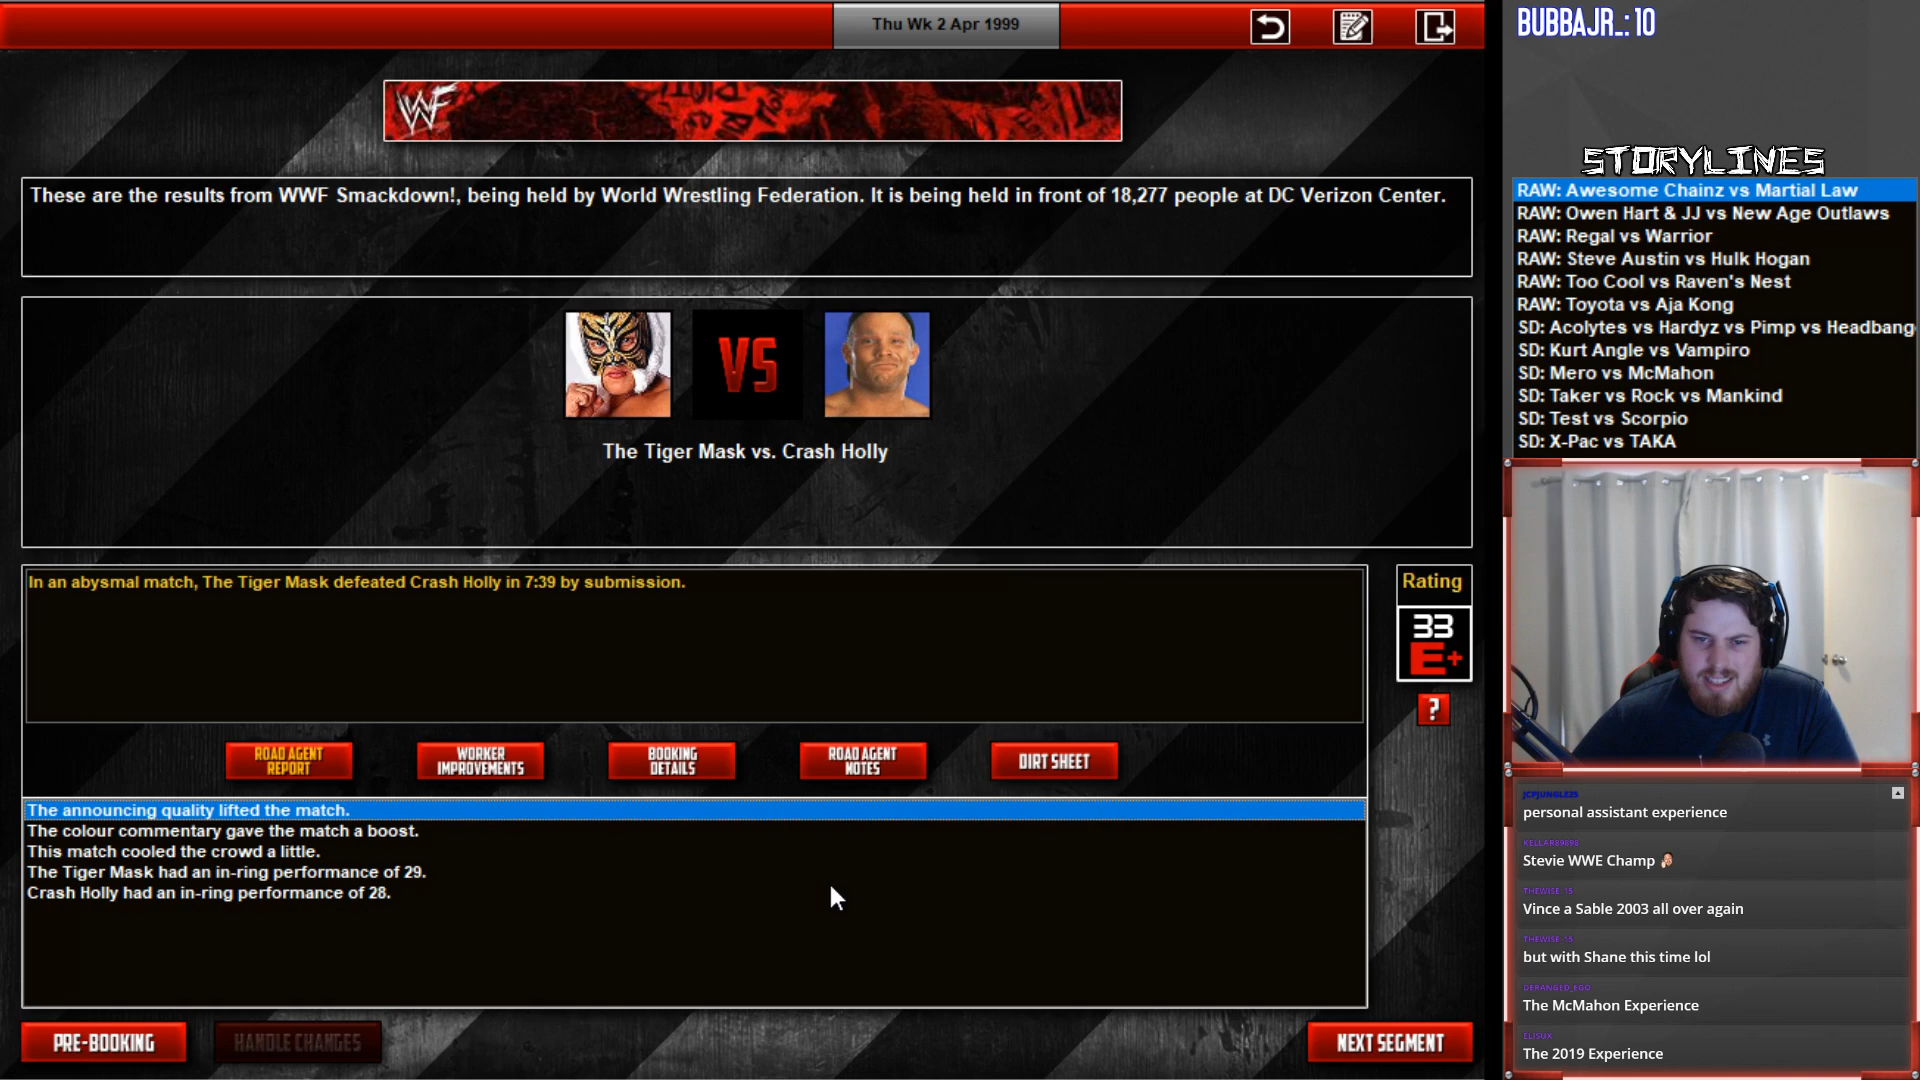 Thu Wk 2 Apr 1999
BUBBAJR_: 10
WF
These are the results from WWF Smackdown!, being held by World Wrestling Federation. It is being held in front of 18,277 people at DC Verizon Center.
VS
The Tiger Mask vs. Crash Holly
In an abysmal match, The Tiger Mask defeated Crash Holly in 7:39 by submission.
Rating
33
E+
?
ROAD AGENT
REPORT
WORKER
IMPROVEMENTS
BOOKING
DETAILS
ROAD AGENT
NOTES
DIRT SHEET
The announcing quality lifted the match.
The colour commentary gave the match a boost.
This match cooled the crowd a little.
The Tiger Mask had an in-ring performance of 29.
Crash Holly had an in-ring performance of 28.
PRE-BOOKING
HANDLE CHANGES
NEXT SEGMENT
STORYLINES
RAW: Awesome Chainz vs Martial Law
RAW: Owen Hart & JJ vs New Age Outlaws
RAW: Regal vs Warrior
RAW: Steve Austin vs Hulk Hogan
RAW: Too Cool vs Raven's Nest
RAW: Toyota vs Aja Kong
SD: Acolytes vs Hardyz vs Pimp vs Headbang
SD: Kurt Angle vs Vampiro
SD: Mero vs McMahon
SD: Taker vs Rock vs Mankind
SD: Test vs Scorpio
SD: X-Pac vs TAKA
JCPJUNGLE25
personal assistant experience
KELLAR89898
Stevie WWE Champ
THEWISE_15
Vince a Sable 2003 all over again
THEWISE_15
but with Shane this time lol
DERANGED_EGO
The McMahon Experience
ELISUX
The 2019 Experience